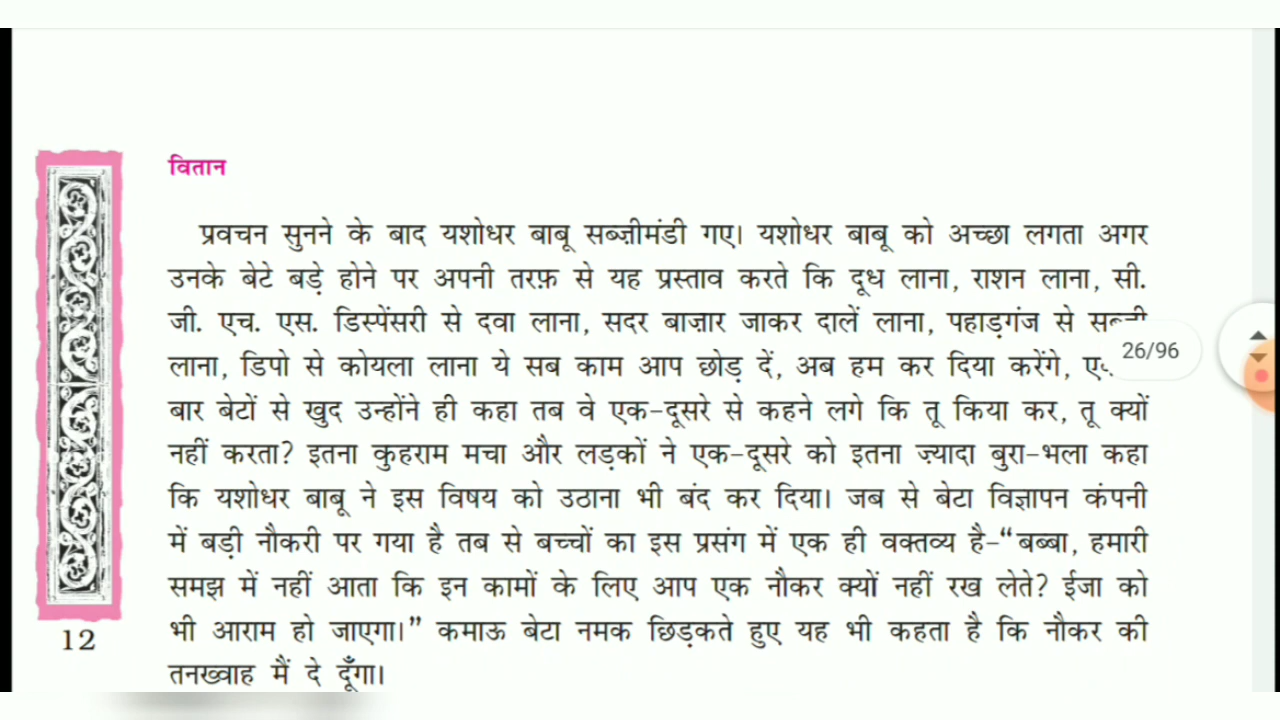 वितान
प्रवचन सुनने के बाद यशोधर बाबू सब्ज़ीमंडी गए। यशोधर बाबू को अच्छा लगता अगर
उनके बेटे बड़े होने पर अपनी तरफ़ से यह प्रस्ताव करते कि दूध लाना, राशन लाना, सी.
जी. एच. एस. डिस्पेंसरी से दवा लाना, सदर बाज़ार जाकर दालें लाना, पहाड़गंज से सब्ज़ी
लाना, डिपो से कोयला लाना ये सब काम आप छोड़ दें, अब हम कर दिया करेंगे,
26/96
बार बेटों से खुद उन्होंने ही कहा तब वे एक-दूसरे से कहने लगे कि तू किया कर, तू क्यों
नहीं करता? इतना कुहराम मचा और लड़कों ने एक-दूसरे को इतना ज़्यादा बुरा-भला कहा
कि यशोधर बाबू ने इस विषय को उठाना भी बंद कर दिया। जब से बेटा विज्ञापन कंपनी
में बड़ी नौकरी पर गया है तब से बच्चों का इस प्रसंग में एक ही वक्तव्य है-“बब्बा, हमारी
समझ में नहीं आता कि इन कामों के लिए आप एक नौकर क्यों नहीं रख लेते? ईजा को
भी आराम हो जाएगा।” कमाऊ बेटा नमक छिड़कते हुए यह भी कहता है कि नौकर की
तनख्वाह मैं दे दूँगा।
12